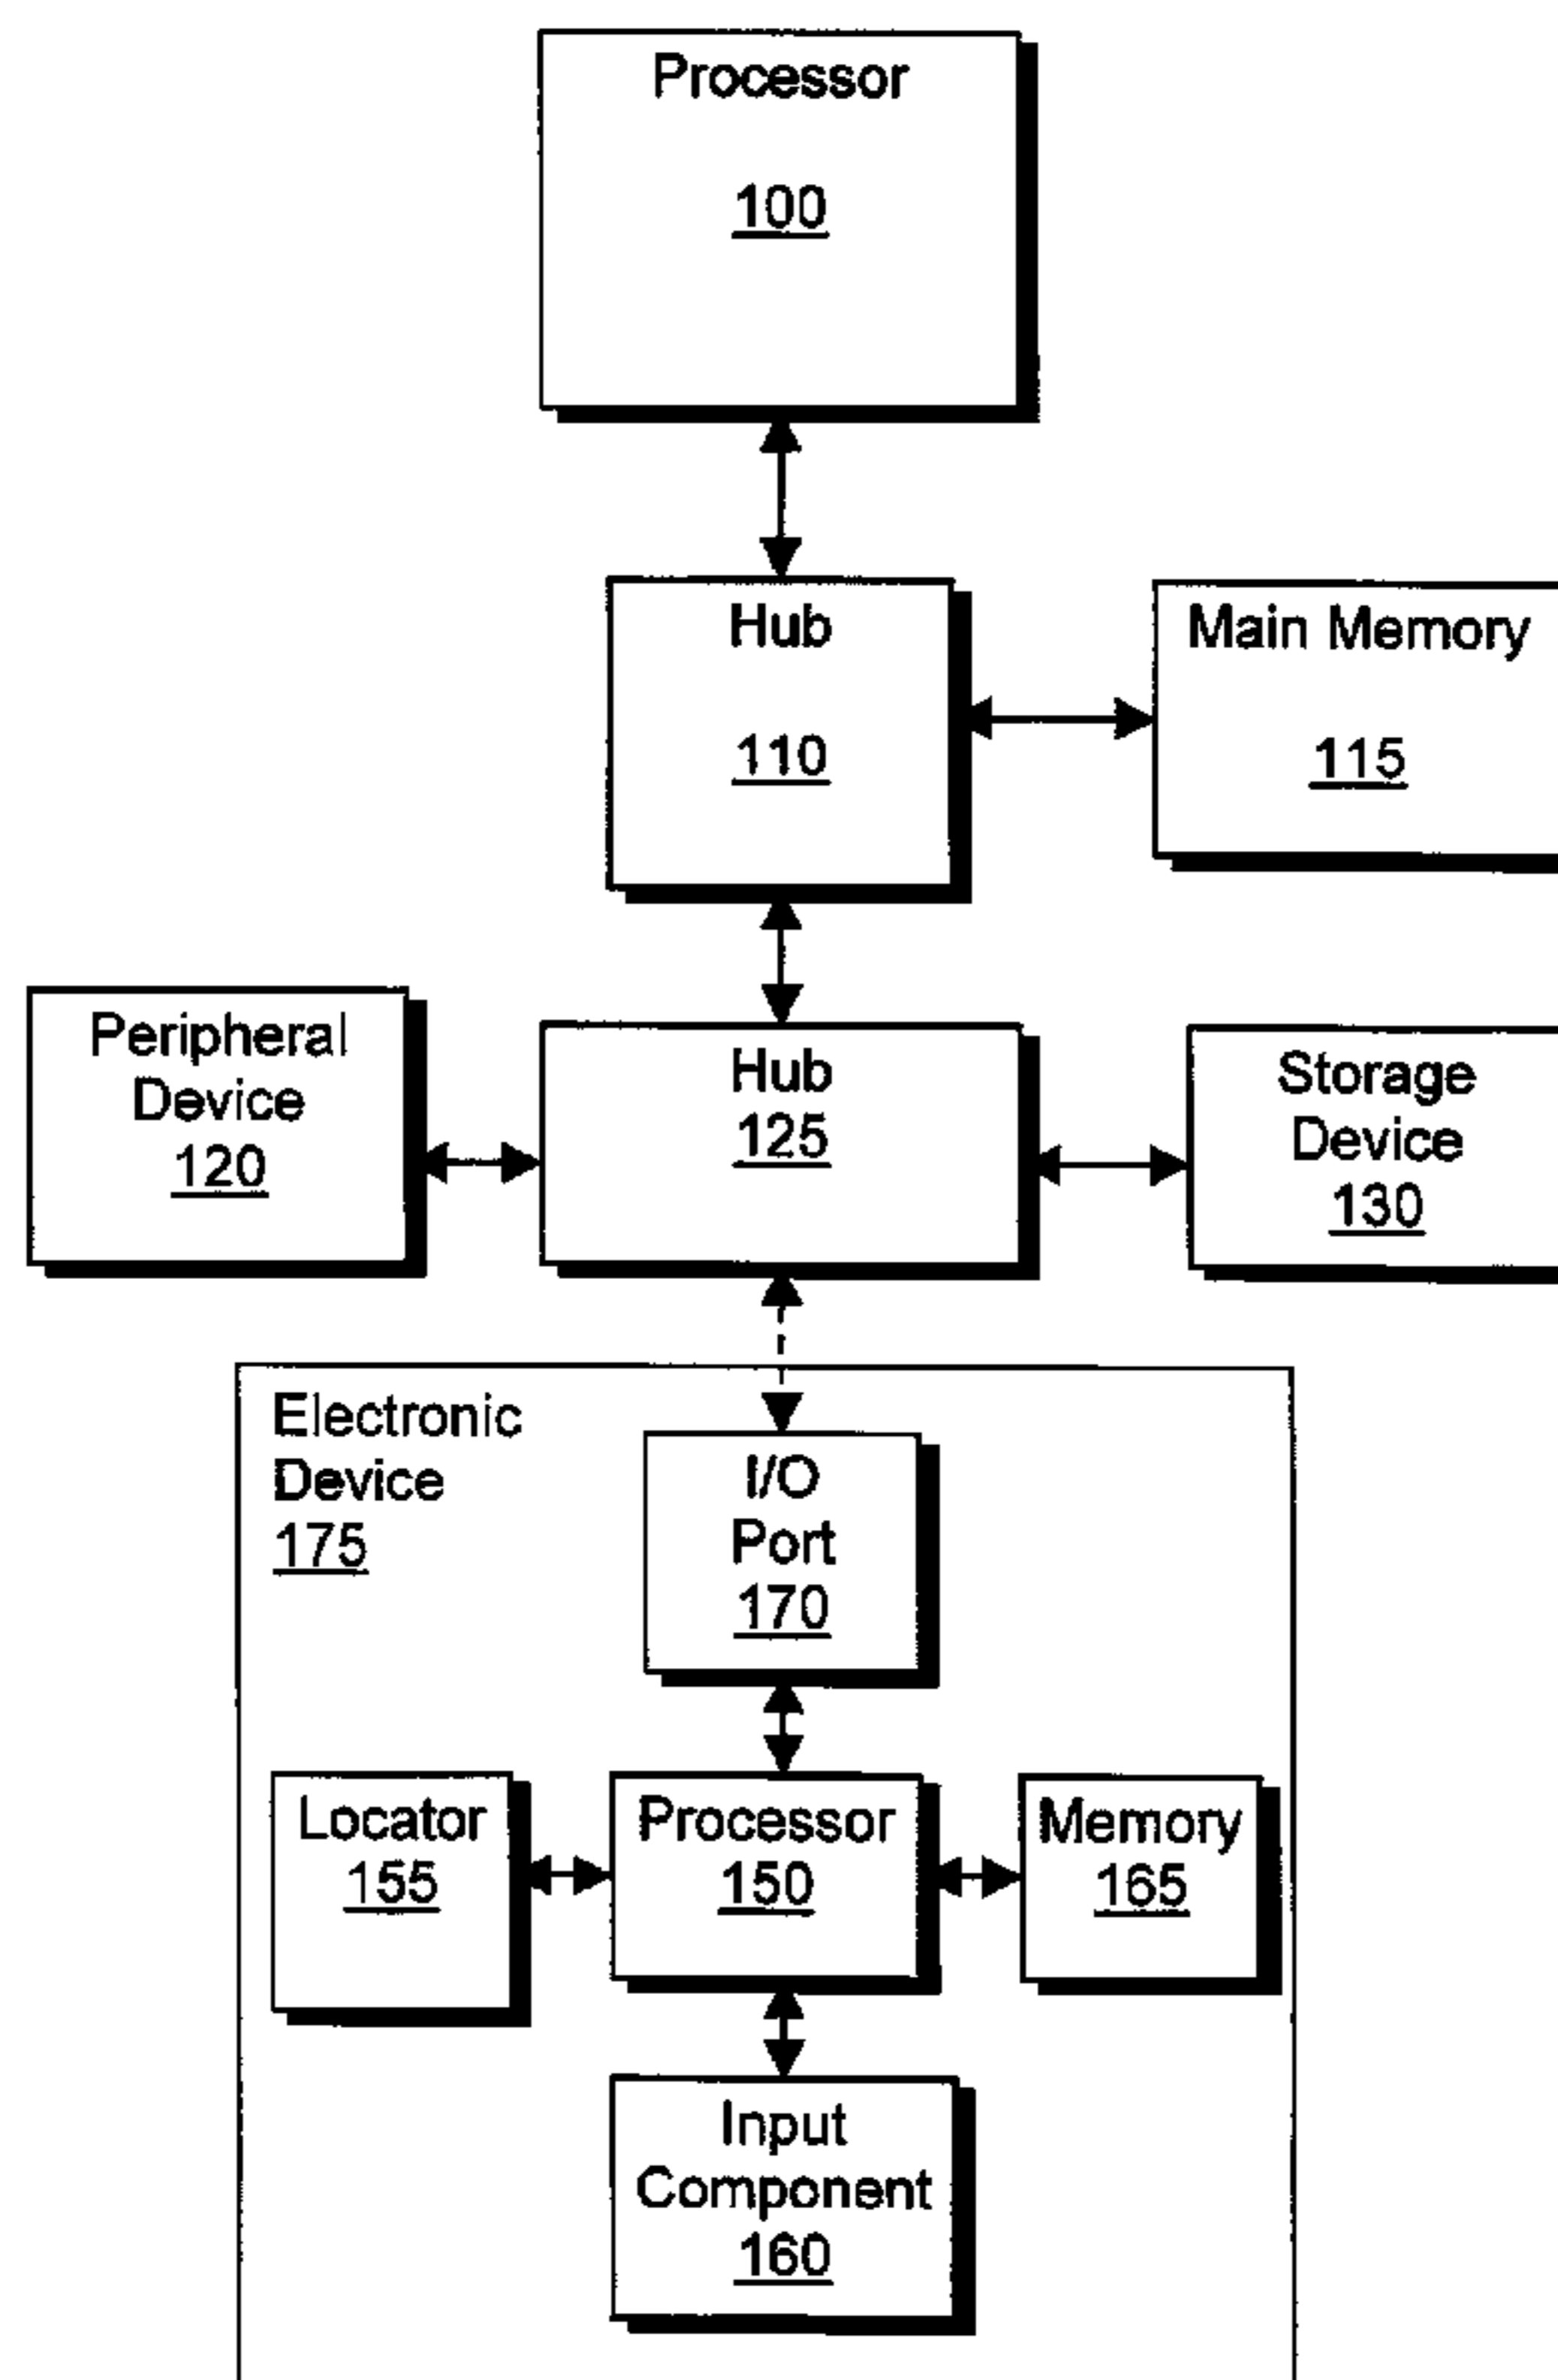 Processor
100
Hub
110
Main Memory
115
Peripheral
Device
120
Hub
125
Storage
Device
130
Electronic
Device
175
I/O
Port
170
Locator
155
Processor
150
Memory
165
Input
Component
160